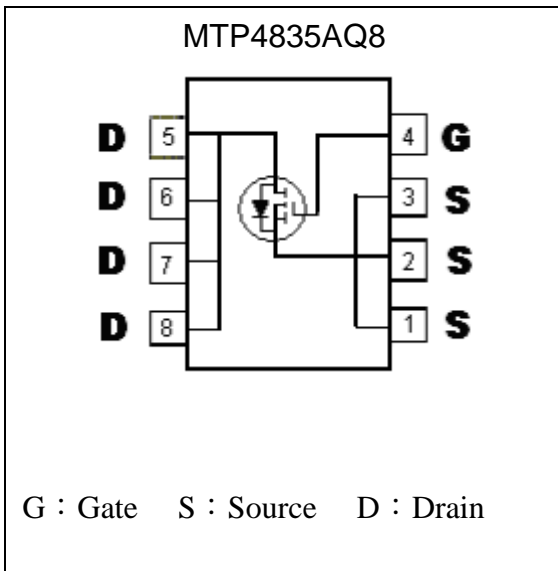 MTP4835AQ8
D 5 4 G
D 6 3 S
D 7 2 S
D 8 1 S
G：Gate S：Source D：Drain